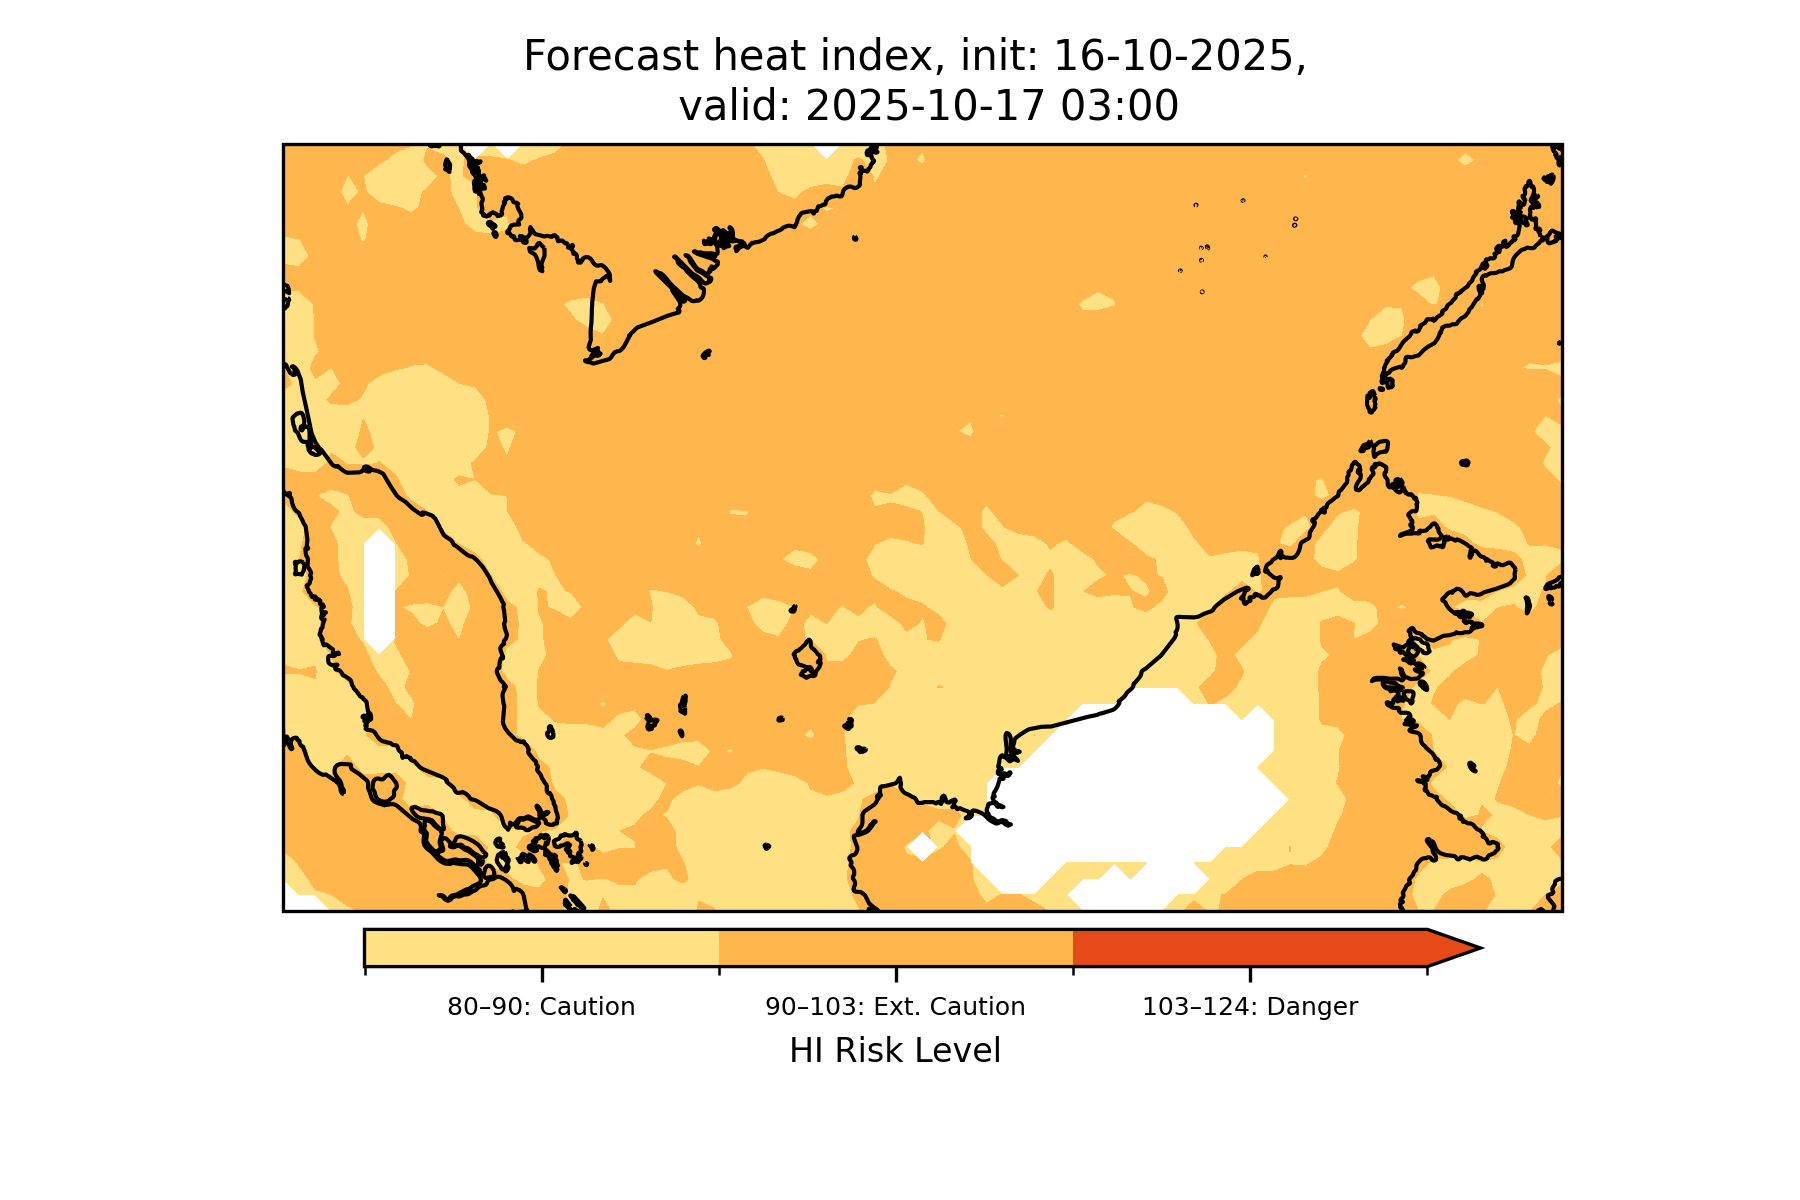 Forecast heat index, init: 16-10-2025,
valid: 2025-10-17 03:00
80–90: Caution
90–103: Ext. Caution
103–124: Danger
HI Risk Level